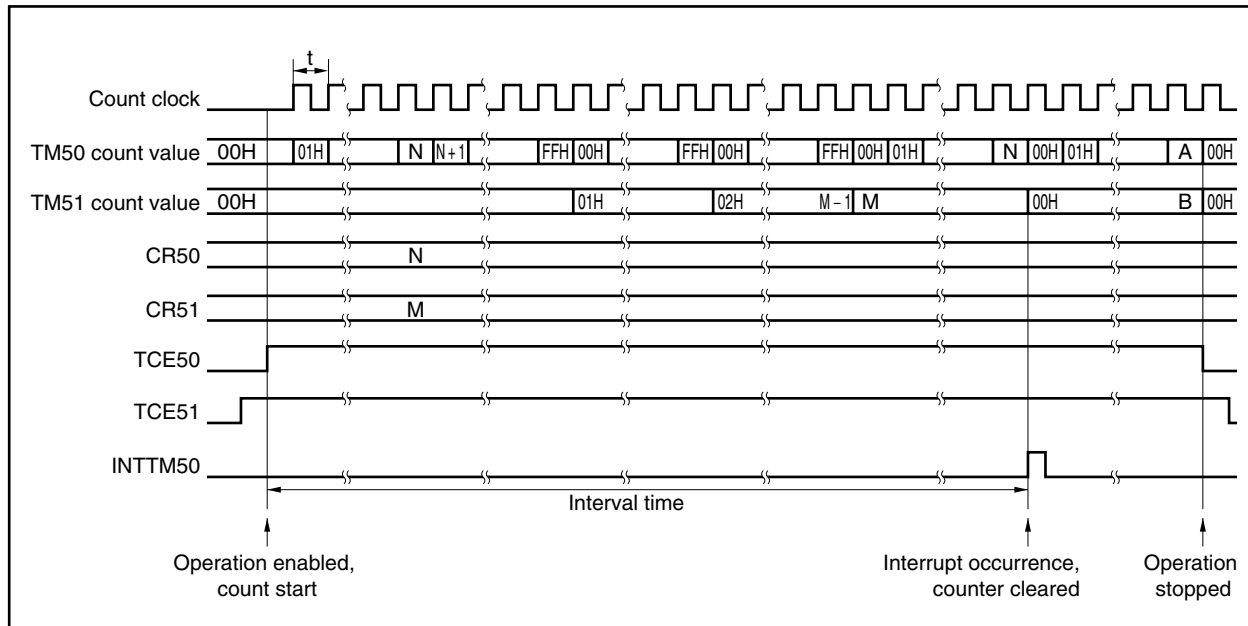 t
Count clock
TM50 count value 00H 01H N N + 1 FFH 00H FFH 00H FFH 00H 01H N 00H 01H A 00H
TM51 count value 00H 01H 02H M − 1 M 00H B 00H
CR50 N
CR51 M
TCE50
TCE51
INTTM50
Interval time
Operation enabled,
count start
Interrupt occurrence,
counter cleared
Operation
stopped